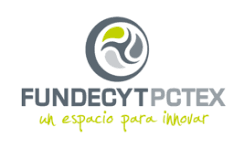 FUNDECYTPCTEX
un espacio para innovar